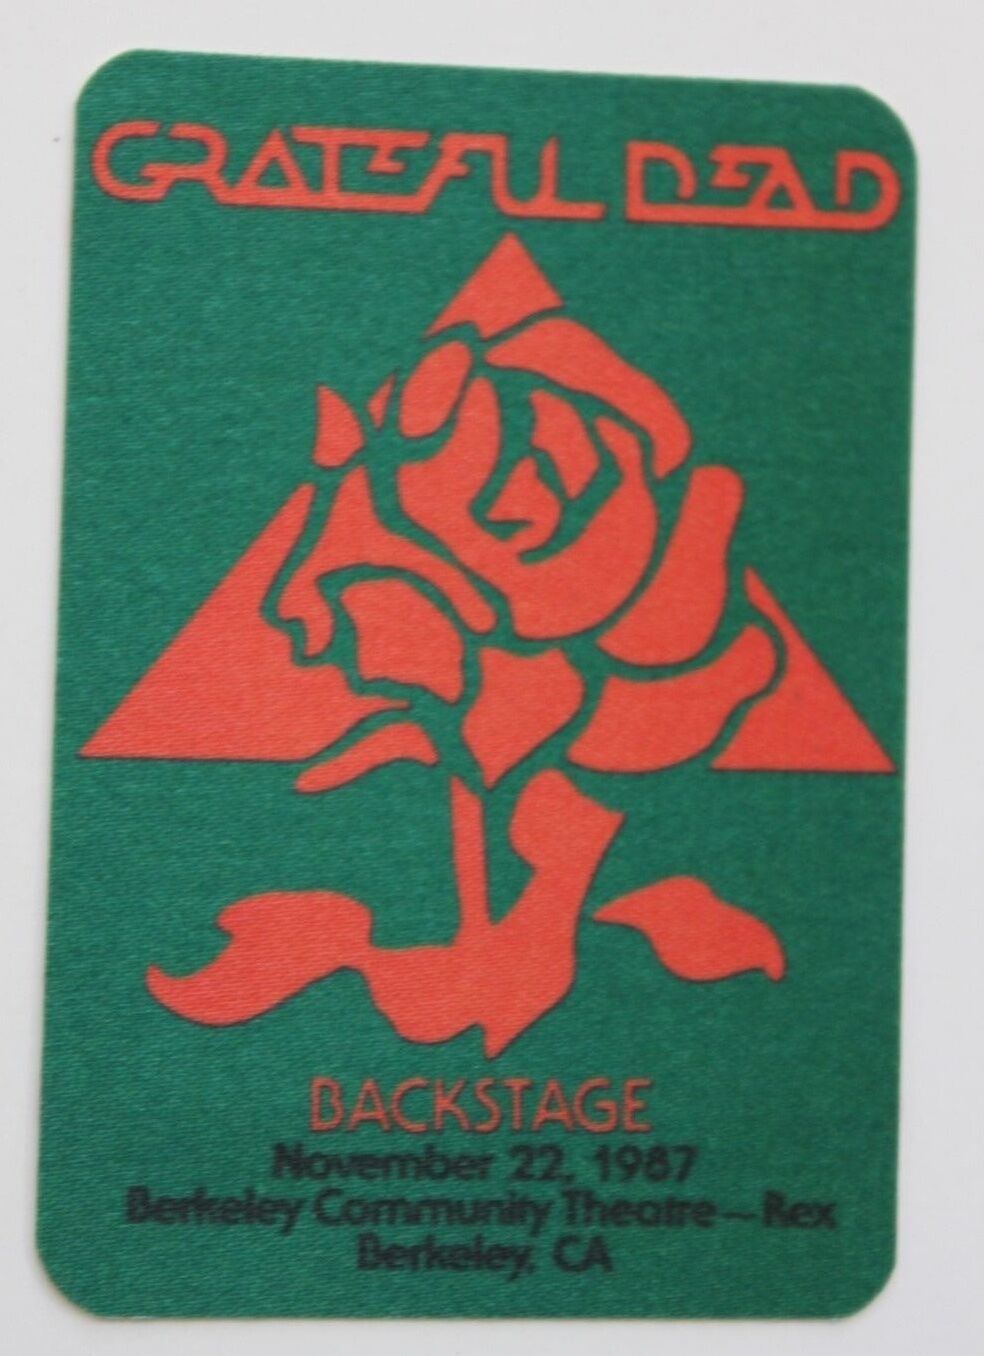 GRATEFUL DEAD
BACKSTAGE
November 22, 1987
Berkeley Community Theatre - Rex
Berkeley, CA